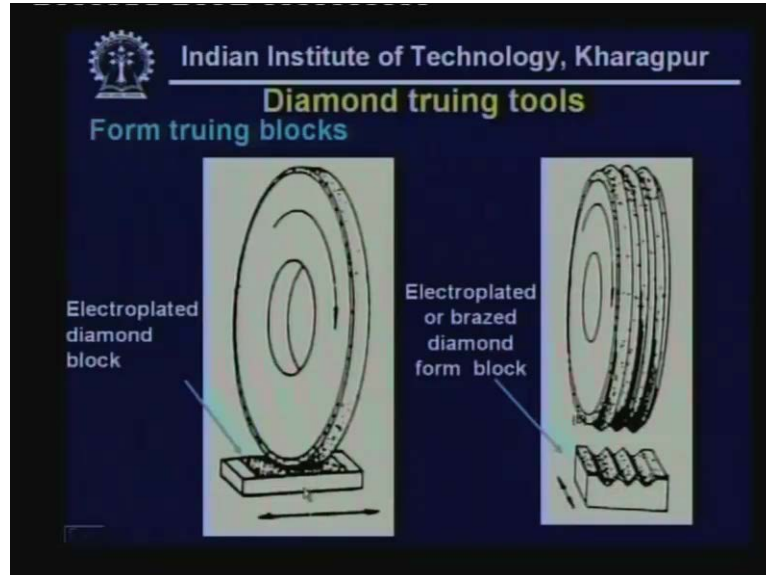 Indian Institute of Technology, Kharagpur
Diamond truing tools
Form truing blocks
Electroplated
diamond
block
Electroplated
or brazed
diamond
form block